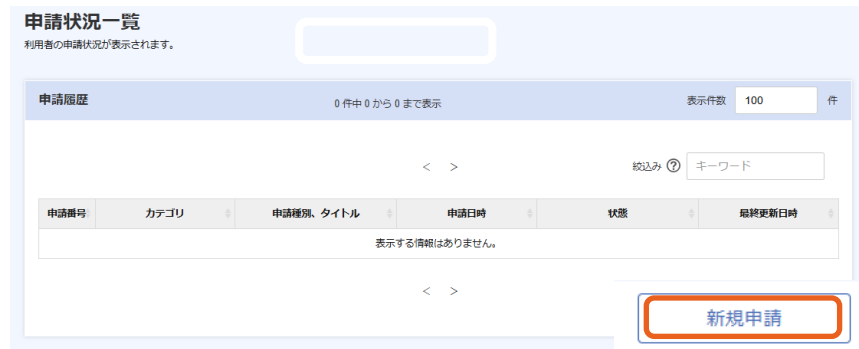 申請状況一覧
利用者の申請状況が表示されます。
申請履歴 0 件中 0 から 0 まで表示 表示件数 100 件
< > 絞込み ? キーワード
申請番号 カテゴリ 申請種別、タイトル 申請日時 状態 最終更新日時
表示する情報はありません。
< >
新規申請